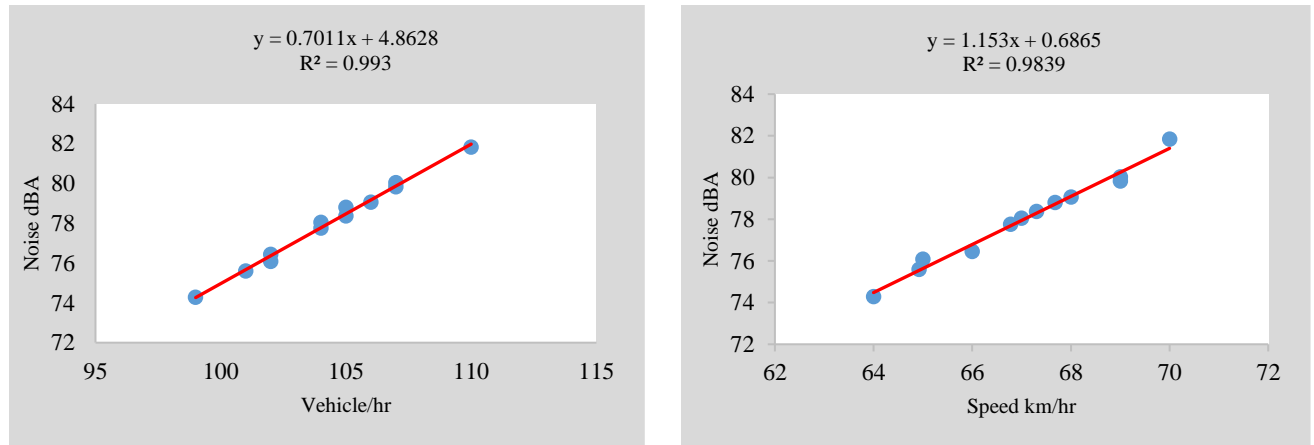 y = 0.7011x + 4.8628
R² = 0.993
84
82
80
78
76
74
72
Noise dBA
95 100 105 110 115
Vehicle/hr
y = 1.153x + 0.6865
R² = 0.9839
84
82
80
78
76
74
72
Noise dBA
62 64 66 68 70 72
Speed km/hr